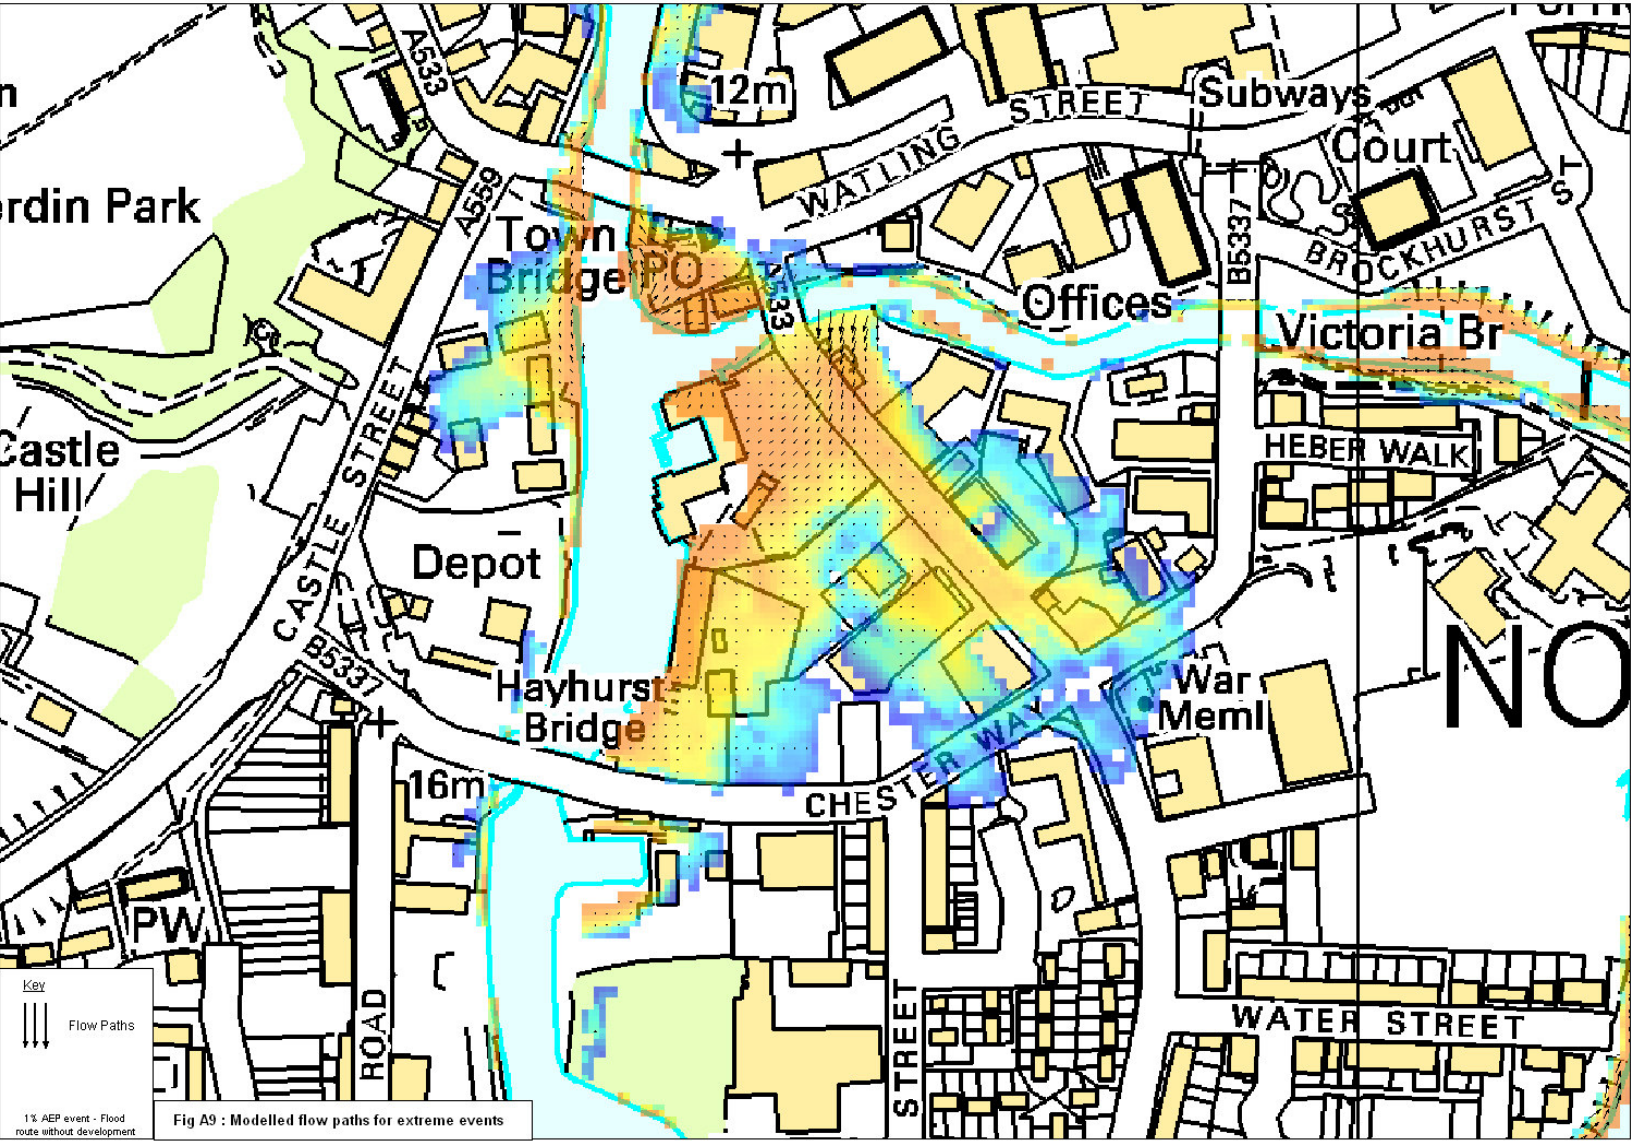 A533
12m
STREET
Subways
Court
WATLING
A559
rdin Park
Town
Bridge
PO
B5337
BROCKHURST ST
Offices
Victoria Br
Castle
Hill
CASTLE STREET
HEBER WALK
Depot
B5337
Hayhurst
Bridge
War
Meml
NO
16m
CHESTER WAY
PW
ROAD
STREET
WATER STREET
Key
Flow Paths
1% AEP event - Flood
route without development
Fig A9 : Modelled flow paths for extreme events